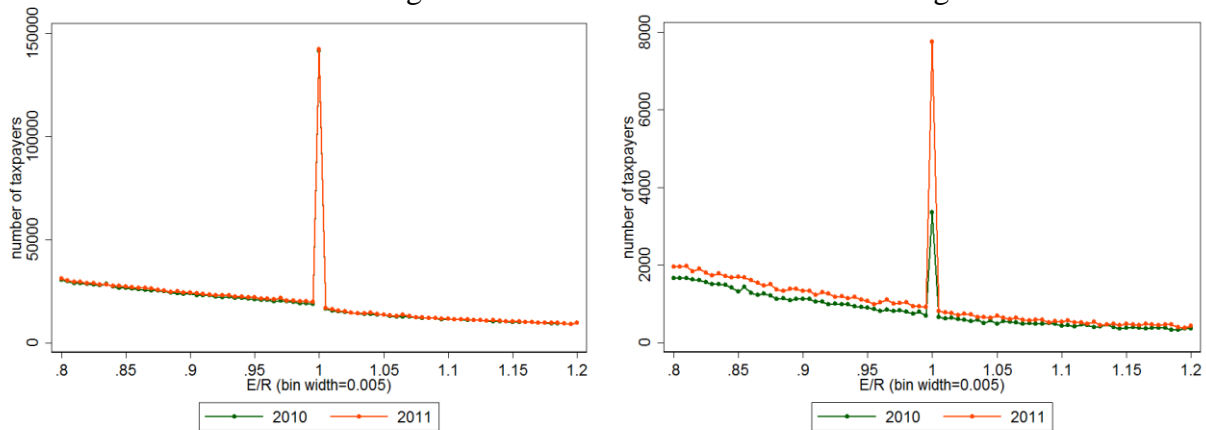 number of taxpayers
150000
100000
50000
0
.8 .85 .9 .95 1 1.05 1.1 1.15 1.2
E/R (bin width=0.005)
2010 2011
number of taxpayers
8000
6000
4000
2000
0
.8 .85 .9 .95 1 1.05 1.1 1.15 1.2
E/R (bin width=0.005)
2010 2011